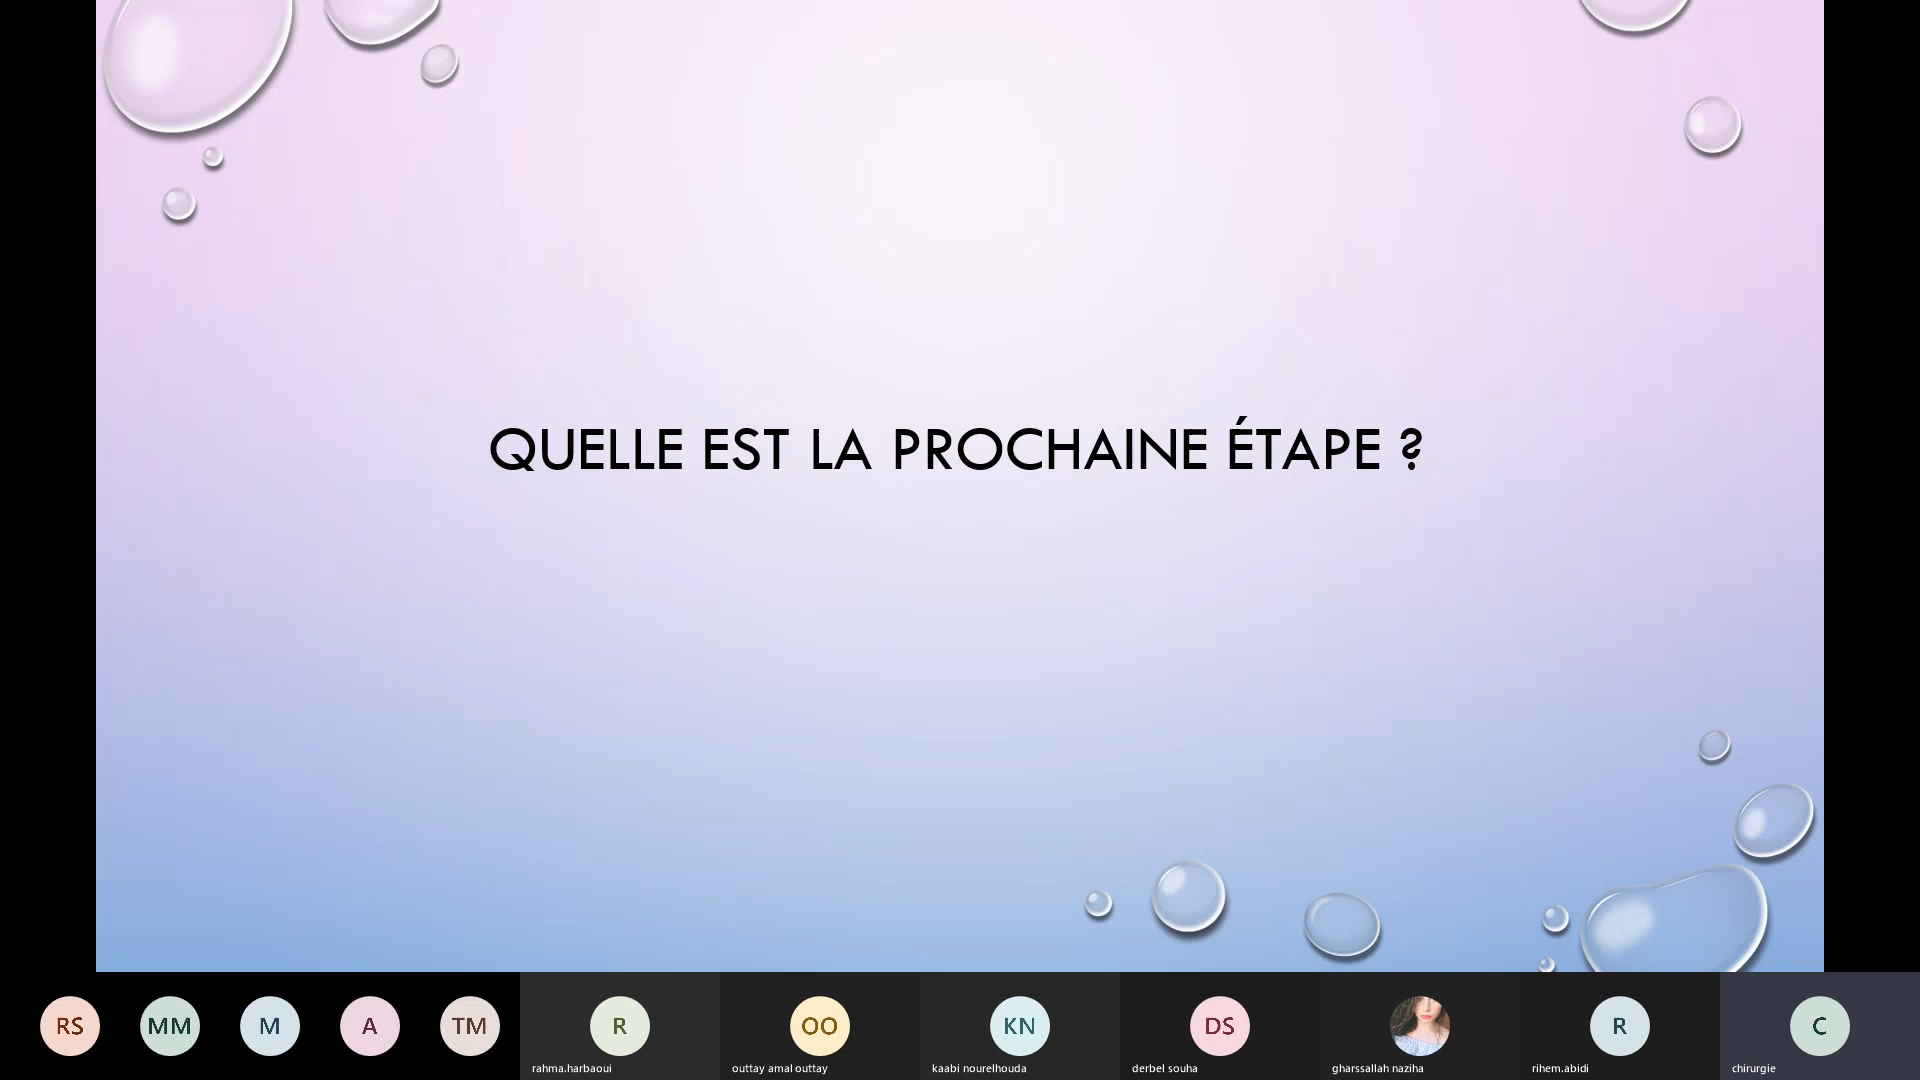 QUELLE EST LA PROCHAINE ÉTAPE ?
RS
MM
M
A
TM
R
OO
KN
DS
R
C
rahma.harbaoui
outtay amal outtay
kaabi nourelhouda
derbel souha
gharssallah naziha
rihem.abidi
chirurgie